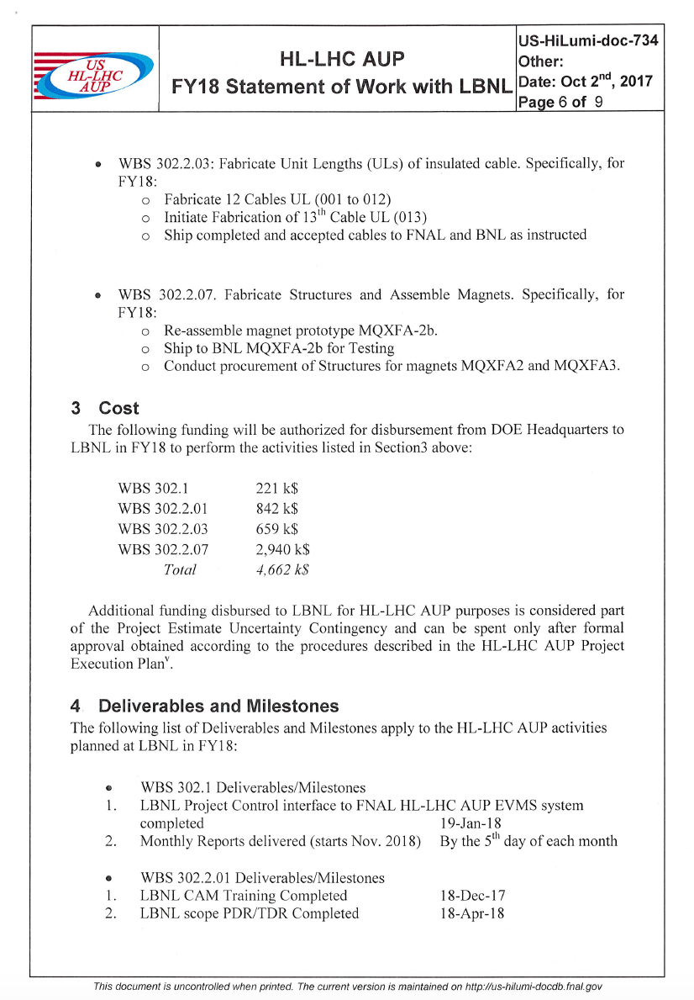 US
HL-LHC
AUP
HL-LHC AUP
FY18 Statement of Work with LBNL
US-HiLumi-doc-734
Other:
Date: Oct 2nd, 2017
Page 6 of 9
• WBS 302.2.03: Fabricate Unit Lengths (ULs) of insulated cable. Specifically, for
FY18:
o Fabricate 12 Cables UL (001 to 012)
o Initiate Fabrication of 13th Cable UL (013)
o Ship completed and accepted cables to FNAL and BNL as instructed
• WBS 302.2.07. Fabricate Structures and Assemble Magnets. Specifically, for
FY18:
o Re-assemble magnet prototype MQXFA-2b.
o Ship to BNL MQXFA-2b for Testing
o Conduct procurement of Structures for magnets MQXFA2 and MQXFA3.
3 Cost
The following funding will be authorized for disbursement from DOE Headquarters to
LBNL in FY18 to perform the activities listed in Section3 above:
WBS 302.1 221 k$
WBS 302.2.01 842 k$
WBS 302.2.03 659 k$
WBS 302.2.07 2,940 k$
Total 4,662 k$
Additional funding disbursed to LBNL for HL-LHC AUP purposes is considered part
of the Project Estimate Uncertainty Contingency and can be spent only after formal
approval obtained according to the procedures described in the HL-LHC AUP Project
Execution Planv.
4 Deliverables and Milestones
The following list of Deliverables and Milestones apply to the HL-LHC AUP activities
planned at LBNL in FY18:
• WBS 302.1 Deliverables/Milestones
1. LBNL Project Control interface to FNAL HL-LHC AUP EVMS system
completed 19-Jan-18
2. Monthly Reports delivered (starts Nov. 2018) By the 5th day of each month
• WBS 302.2.01 Deliverables/Milestones
1. LBNL CAM Training Completed 18-Dec-17
2. LBNL scope PDR/TDR Completed 18-Apr-18
This document is uncontrolled when printed. The current version is maintained on http://us-hilumi-docdb.fnal.gov